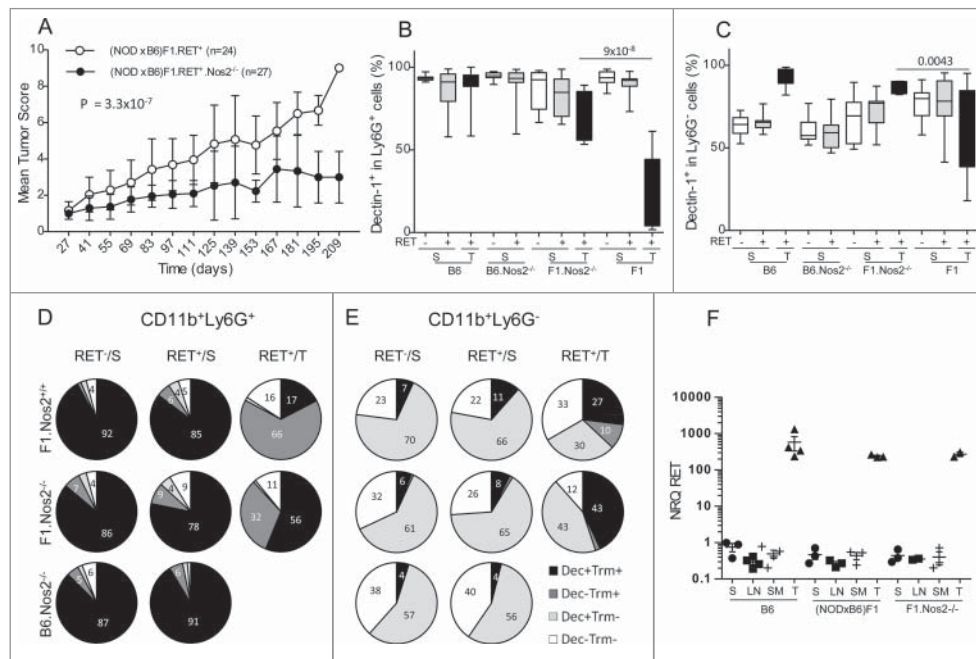 A
(NOD xB6)F1.RET⁺ (n=24)
(NOD xB6)F1.RET⁺.Nos2⁻/⁻ (n=27)
P = 3.3x10⁻⁷
Mean Tumor Score
10
8
6
4
2
0
27 41 55 69 83 97 111 125 139 153 167 181 195 209
Time (days)
B
9x10⁻⁸
Dectin-1⁺ in Ly6G⁺ cells (%)
100
50
0
RET - + + - + - + + - + +
S T S S T S T
B6 B6.Nos2⁻/⁻ F1.Nos2⁻/⁻ F1
C
0.0043
Dectin-1⁺ in Ly6G⁻ cells (%)
100
50
0
RET - + + - + - + + - + +
S T S S T S T
B6 B6.Nos2⁻/⁻ F1.Nos2⁻/⁻ F1
D
CD11b⁺Ly6G⁺
RET⁻/S RET⁺/S RET⁺/T
F1.Nos2⁺/⁺
4 92
6 4 5 85
16 17 66
F1.Nos2⁻/⁻
7 4 86
9 4 9 78
11 32 56
B6.Nos2⁻/⁻
5 6 87
6 91
E
CD11b⁺Ly6G⁻
RET⁻/S RET⁺/S RET⁺/T
23 7 70
22 11 66
33 27 10 30
32 6 61
26 8 65
12 43 43
38 4 57
40 4 56
Dec+Trm+
Dec-Trm+
Dec+Trm-
Dec-Trm-
F
NRQ RET
10000
1000
100
10
1
0.1
S LN SM T S LN SM T S LN SM T
B6 (NODxB6)F1 F1.Nos2-/-